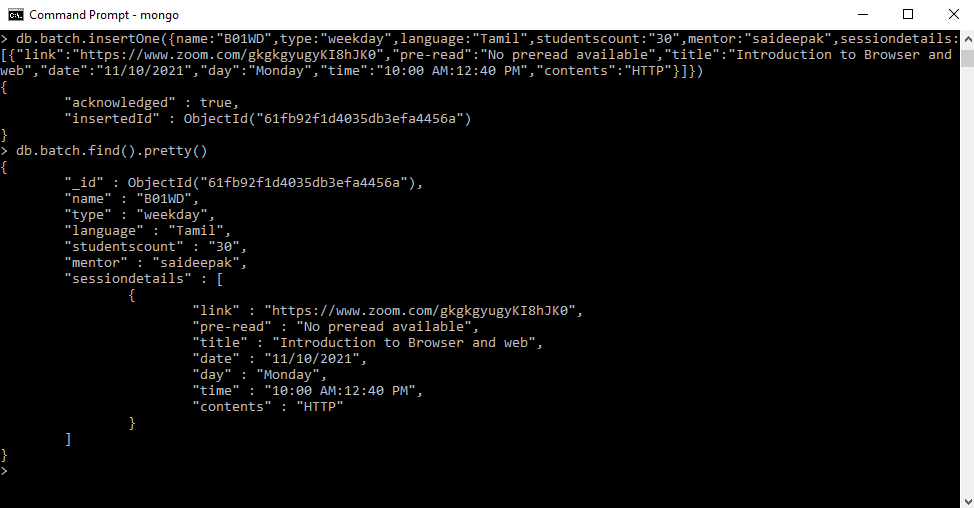 Command Prompt - mongo
> db.batch.insertOne({name:"B01WD",type:"weekday",language:"Tamil",studentscount:"30",mentor:"saideepak",sessiondetails:
[{"link":"https://www.zoom.com/gkgkgyugyKI8hJK0","pre-read":"No preread available","title":"Introduction to Browser and
web","date":"11/10/2021","day":"Monday","time":"10:00 AM:12:40 PM","contents":"HTTP"}]})
{
        "acknowledged" : true,
        "insertedId" : ObjectId("61fb92f1d4035db3efa4456a")
}
> db.batch.find().pretty()
{
        "_id" : ObjectId("61fb92f1d4035db3efa4456a"),
        "name" : "B01WD",
        "type" : "weekday",
        "language" : "Tamil",
        "studentscount" : "30",
        "mentor" : "saideepak",
        "sessiondetails" : [
                {
                        "link" : "https://www.zoom.com/gkgkgyugyKI8hJK0",
                        "pre-read" : "No preread available",
                        "title" : "Introduction to Browser and web",
                        "date" : "11/10/2021",
                        "day" : "Monday",
                        "time" : "10:00 AM:12:40 PM",
                        "contents" : "HTTP"
                }
        ]
}
>